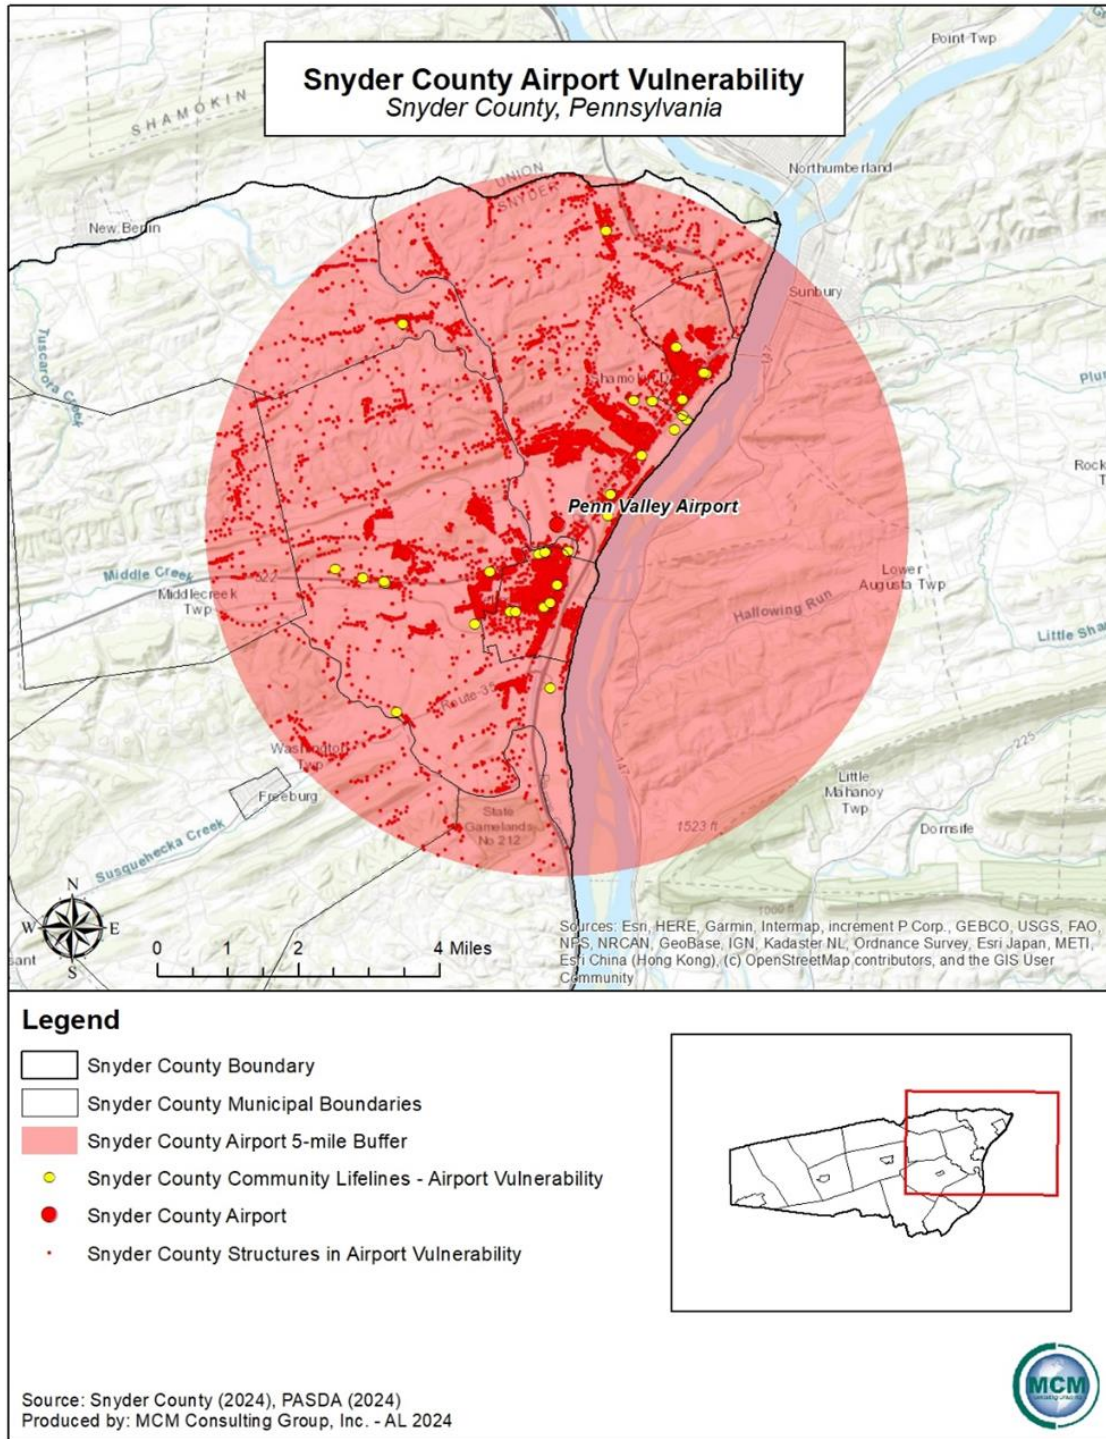 Snyder County Airport Vulnerability
Snyder County, Pennsylvania
Point Twp
SHAMOKIN
Northumberland
UNION
SNYDER
New Berlin
Sunbury
Tuscarora Creek
147
Penn Valley Airport
Middle Creek
522
Middlecreek
Twp
Lower
Augusta Twp
Hallowing Run
Route 35
Washington
Twp
Freeburg
147
225
Little
Mahanoy
Twp
State
Gamelands
No 212
1523 ft
Dornsife
Susquehecka Creek
1000 ft
N
W
E
S
0 1 2 4 Miles
Sources: Esri, HERE, Garmin, Intermap, increment P Corp., GEBCO, USGS, FAO,
NPS, NRCAN, GeoBase, IGN, Kadaster NL, Ordnance Survey, Esri Japan, METI,
Esri China (Hong Kong), (c) OpenStreetMap contributors, and the GIS User
Community
Legend
Snyder County Boundary
Snyder County Municipal Boundaries
Snyder County Airport 5-mile Buffer
Snyder County Community Lifelines - Airport Vulnerability
Snyder County Airport
Snyder County Structures in Airport Vulnerability
Source: Snyder County (2024), PASDA (2024)
Produced by: MCM Consulting Group, Inc. - AL 2024
MCM